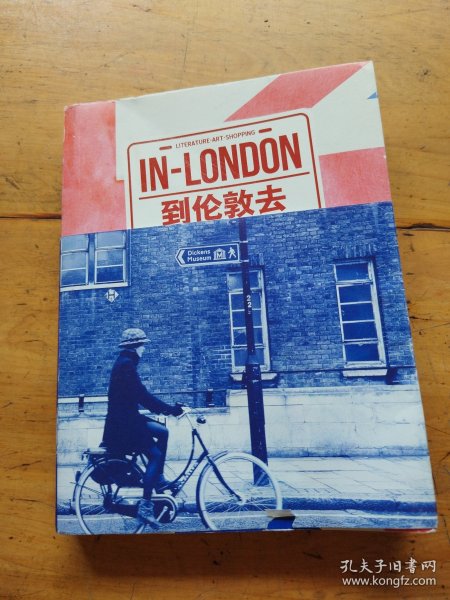 LITERATURE·ART·SHOPPING
IN-LONDON
到伦敦去
Dickens
Museum
22
孔夫子旧书网
www.kongfz.com